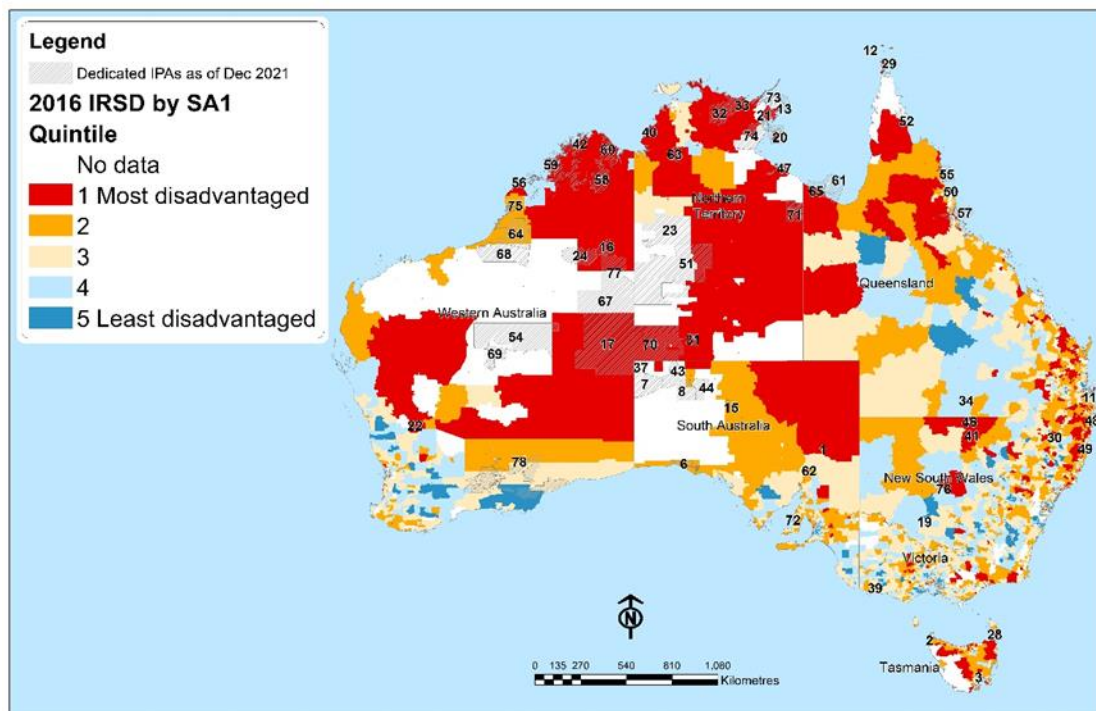 Legend
Dedicated IPAs as of Dec 2021
2016 IRSD by SA1
Quintile
No data
1 Most disadvantaged
2
3
4
5 Least disadvantaged
12
29
73
32 33 13
21
52
40 74 20
42
60 63
59 47
58 61 55
56 65 50
75 Northern
Territory 71 57
64 23
68 24 16 51
77 Queensland
67
Western Australia
54 17 70 31
69 37 43
7 8 44 34 11
15
22 South Australia 46 48
41 30
1 49
78 6 62 New South Wales
76
72 19
Victoria
39
N
2 28
Tasmania 3
0 135 270 540 810 1,080
Kilometres